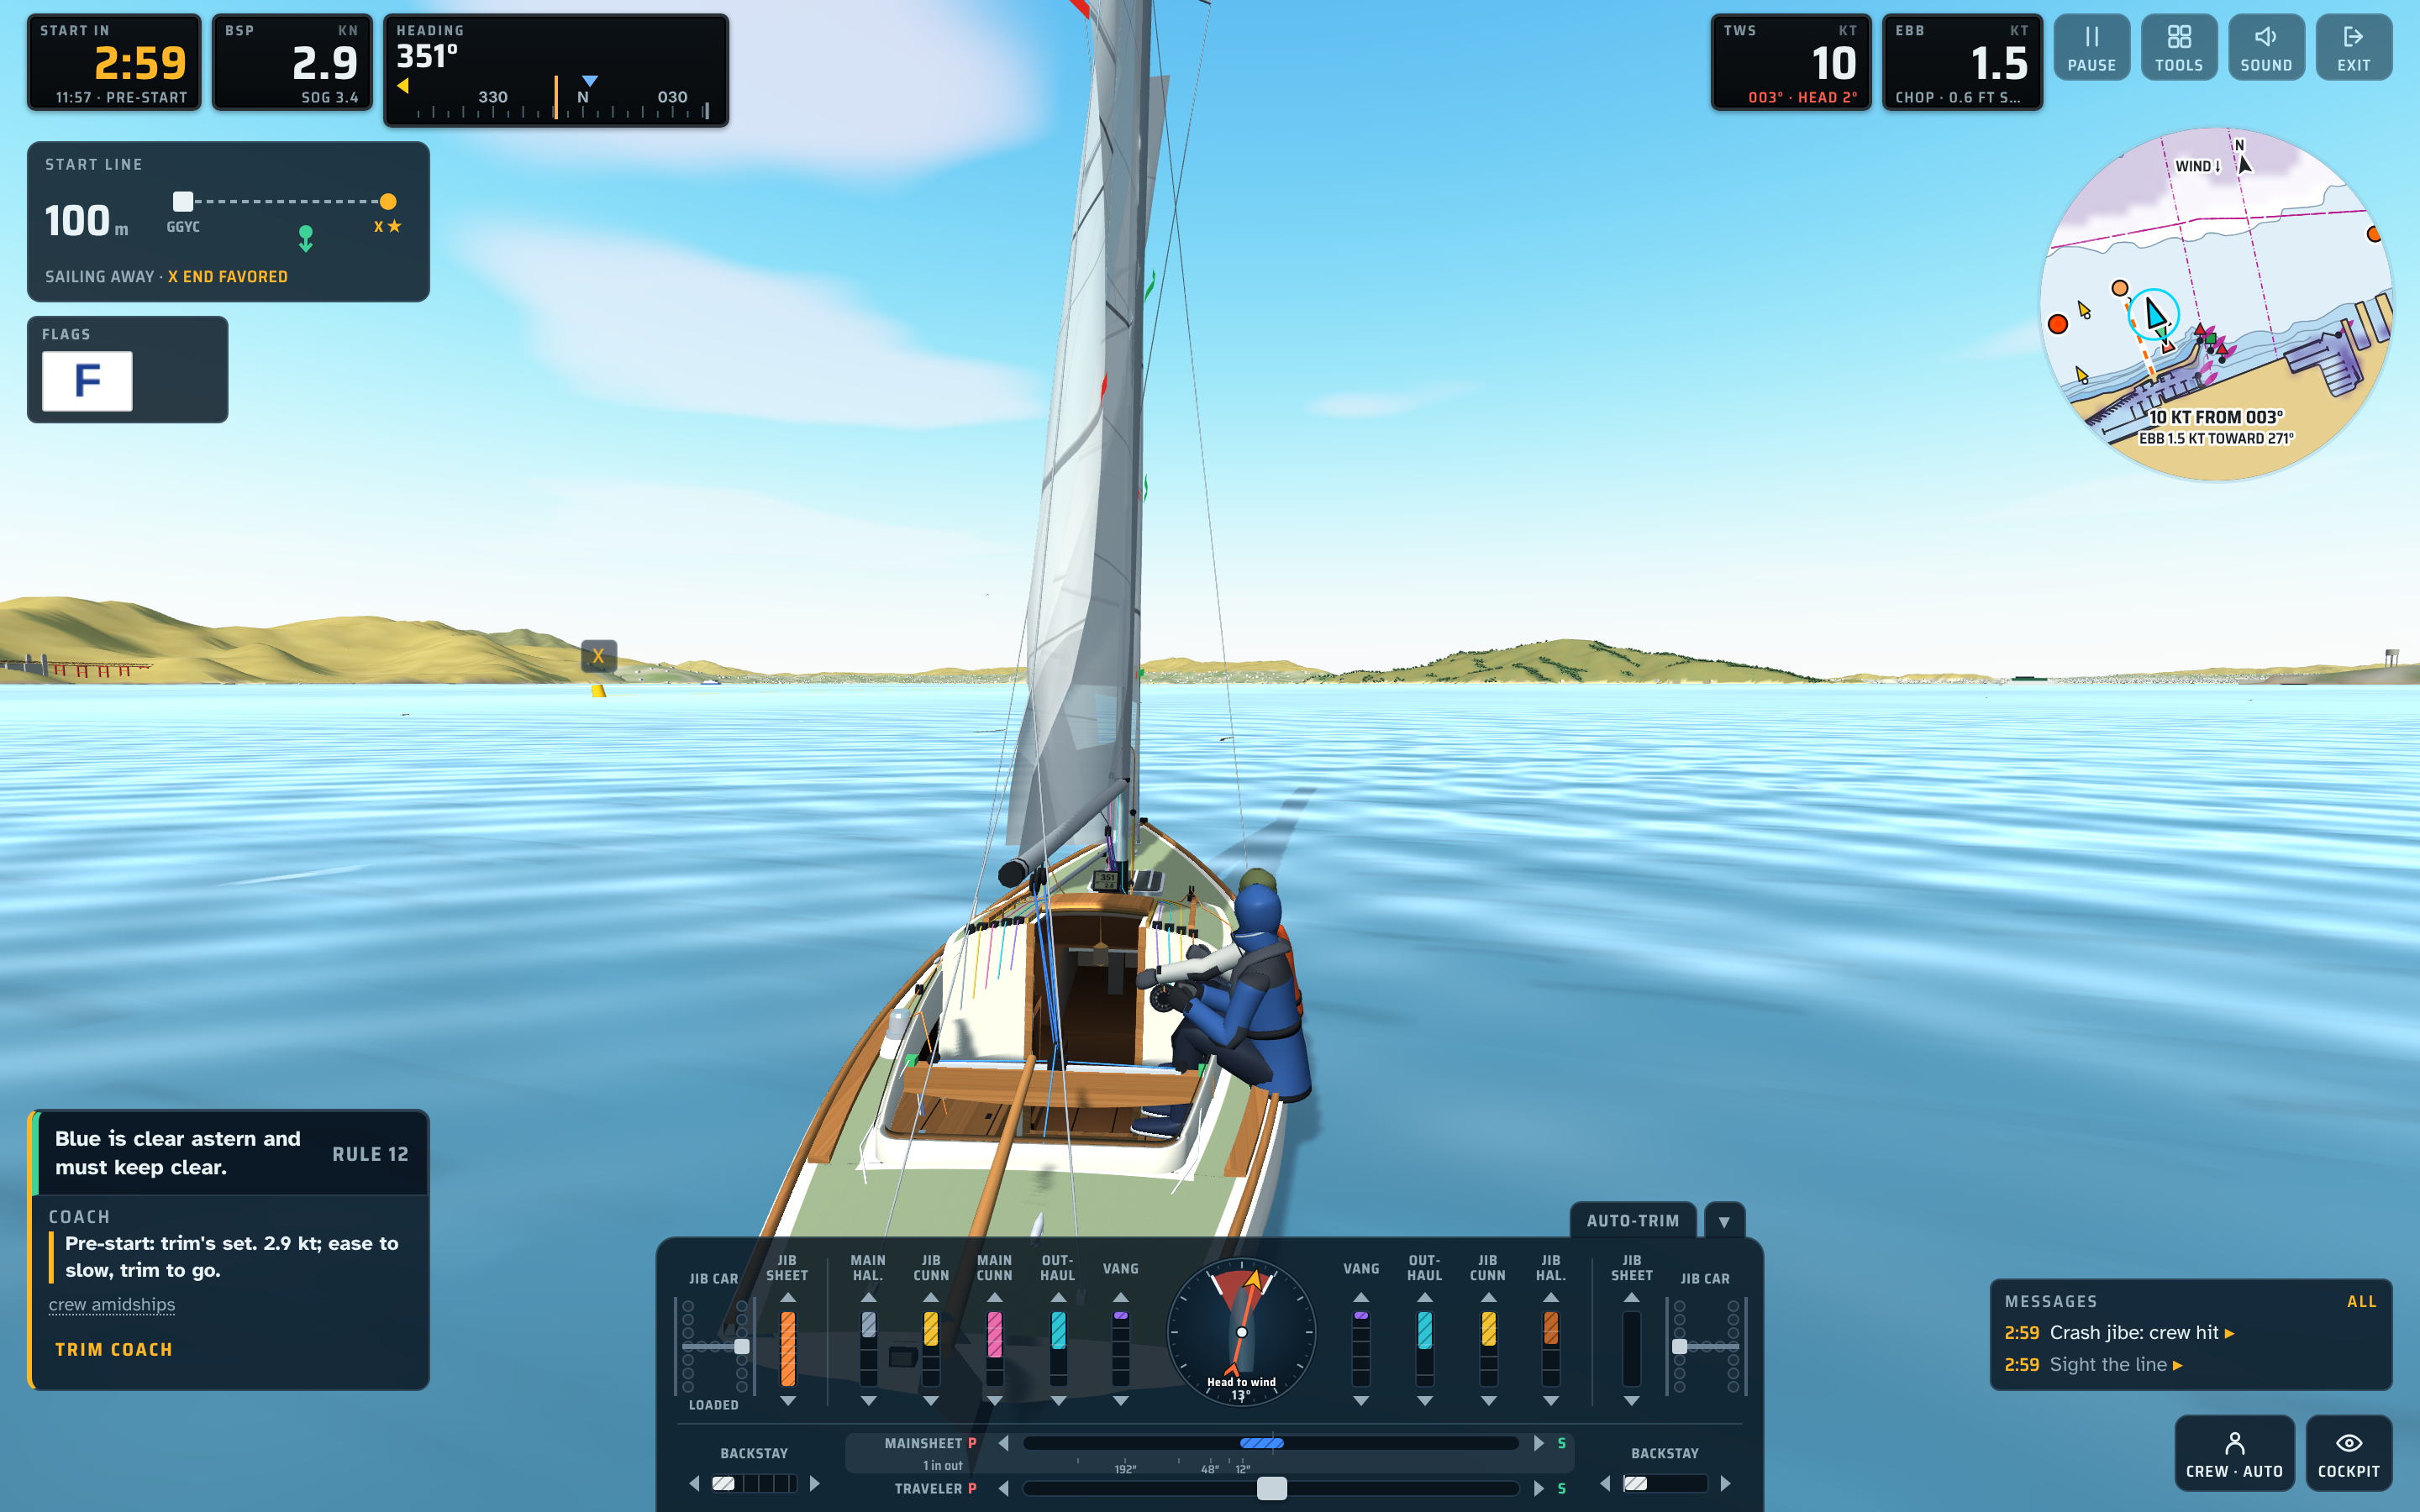 START IN
2:59
11:57 · PRE-START
BSP KN
2.9
SOG 3.4
HEADING
351°
330 N 030
TWS KT
10
003° · HEAD 2°
EBB KT
1.5
CHOP · 0.6 FT S...
PAUSE
TOOLS
SOUND
EXIT
START LINE
100 m
GGYC
X ★
SAILING AWAY · X END FAVORED
FLAGS
F
N
WIND ↓
10 KT FROM 003°
EBB 1.5 KT TOWARD 271°
X
351
2.9
Blue is clear astern and
must keep clear.
RULE 12
COACH
Pre-start: trim's set. 2.9 kt; ease to
slow, trim to go.
crew amidships
TRIM COACH
AUTO-TRIM ▼
JIB CAR
LOADED
JIB
SHEET
MAIN
HAL.
JIB
CUNN
MAIN
CUNN
OUT-
HAUL
VANG
Head to wind
13°
VANG
OUT-
HAUL
JIB
CUNN
JIB
HAL.
JIB
SHEET
JIB CAR
BACKSTAY
MAINSHEET P
S
1 in out
192" 48" 12"
TRAVELER P
S
BACKSTAY
MESSAGES ALL
2:59 Crash jibe: crew hit ▸
2:59 Sight the line ▸
CREW · AUTO
COCKPIT